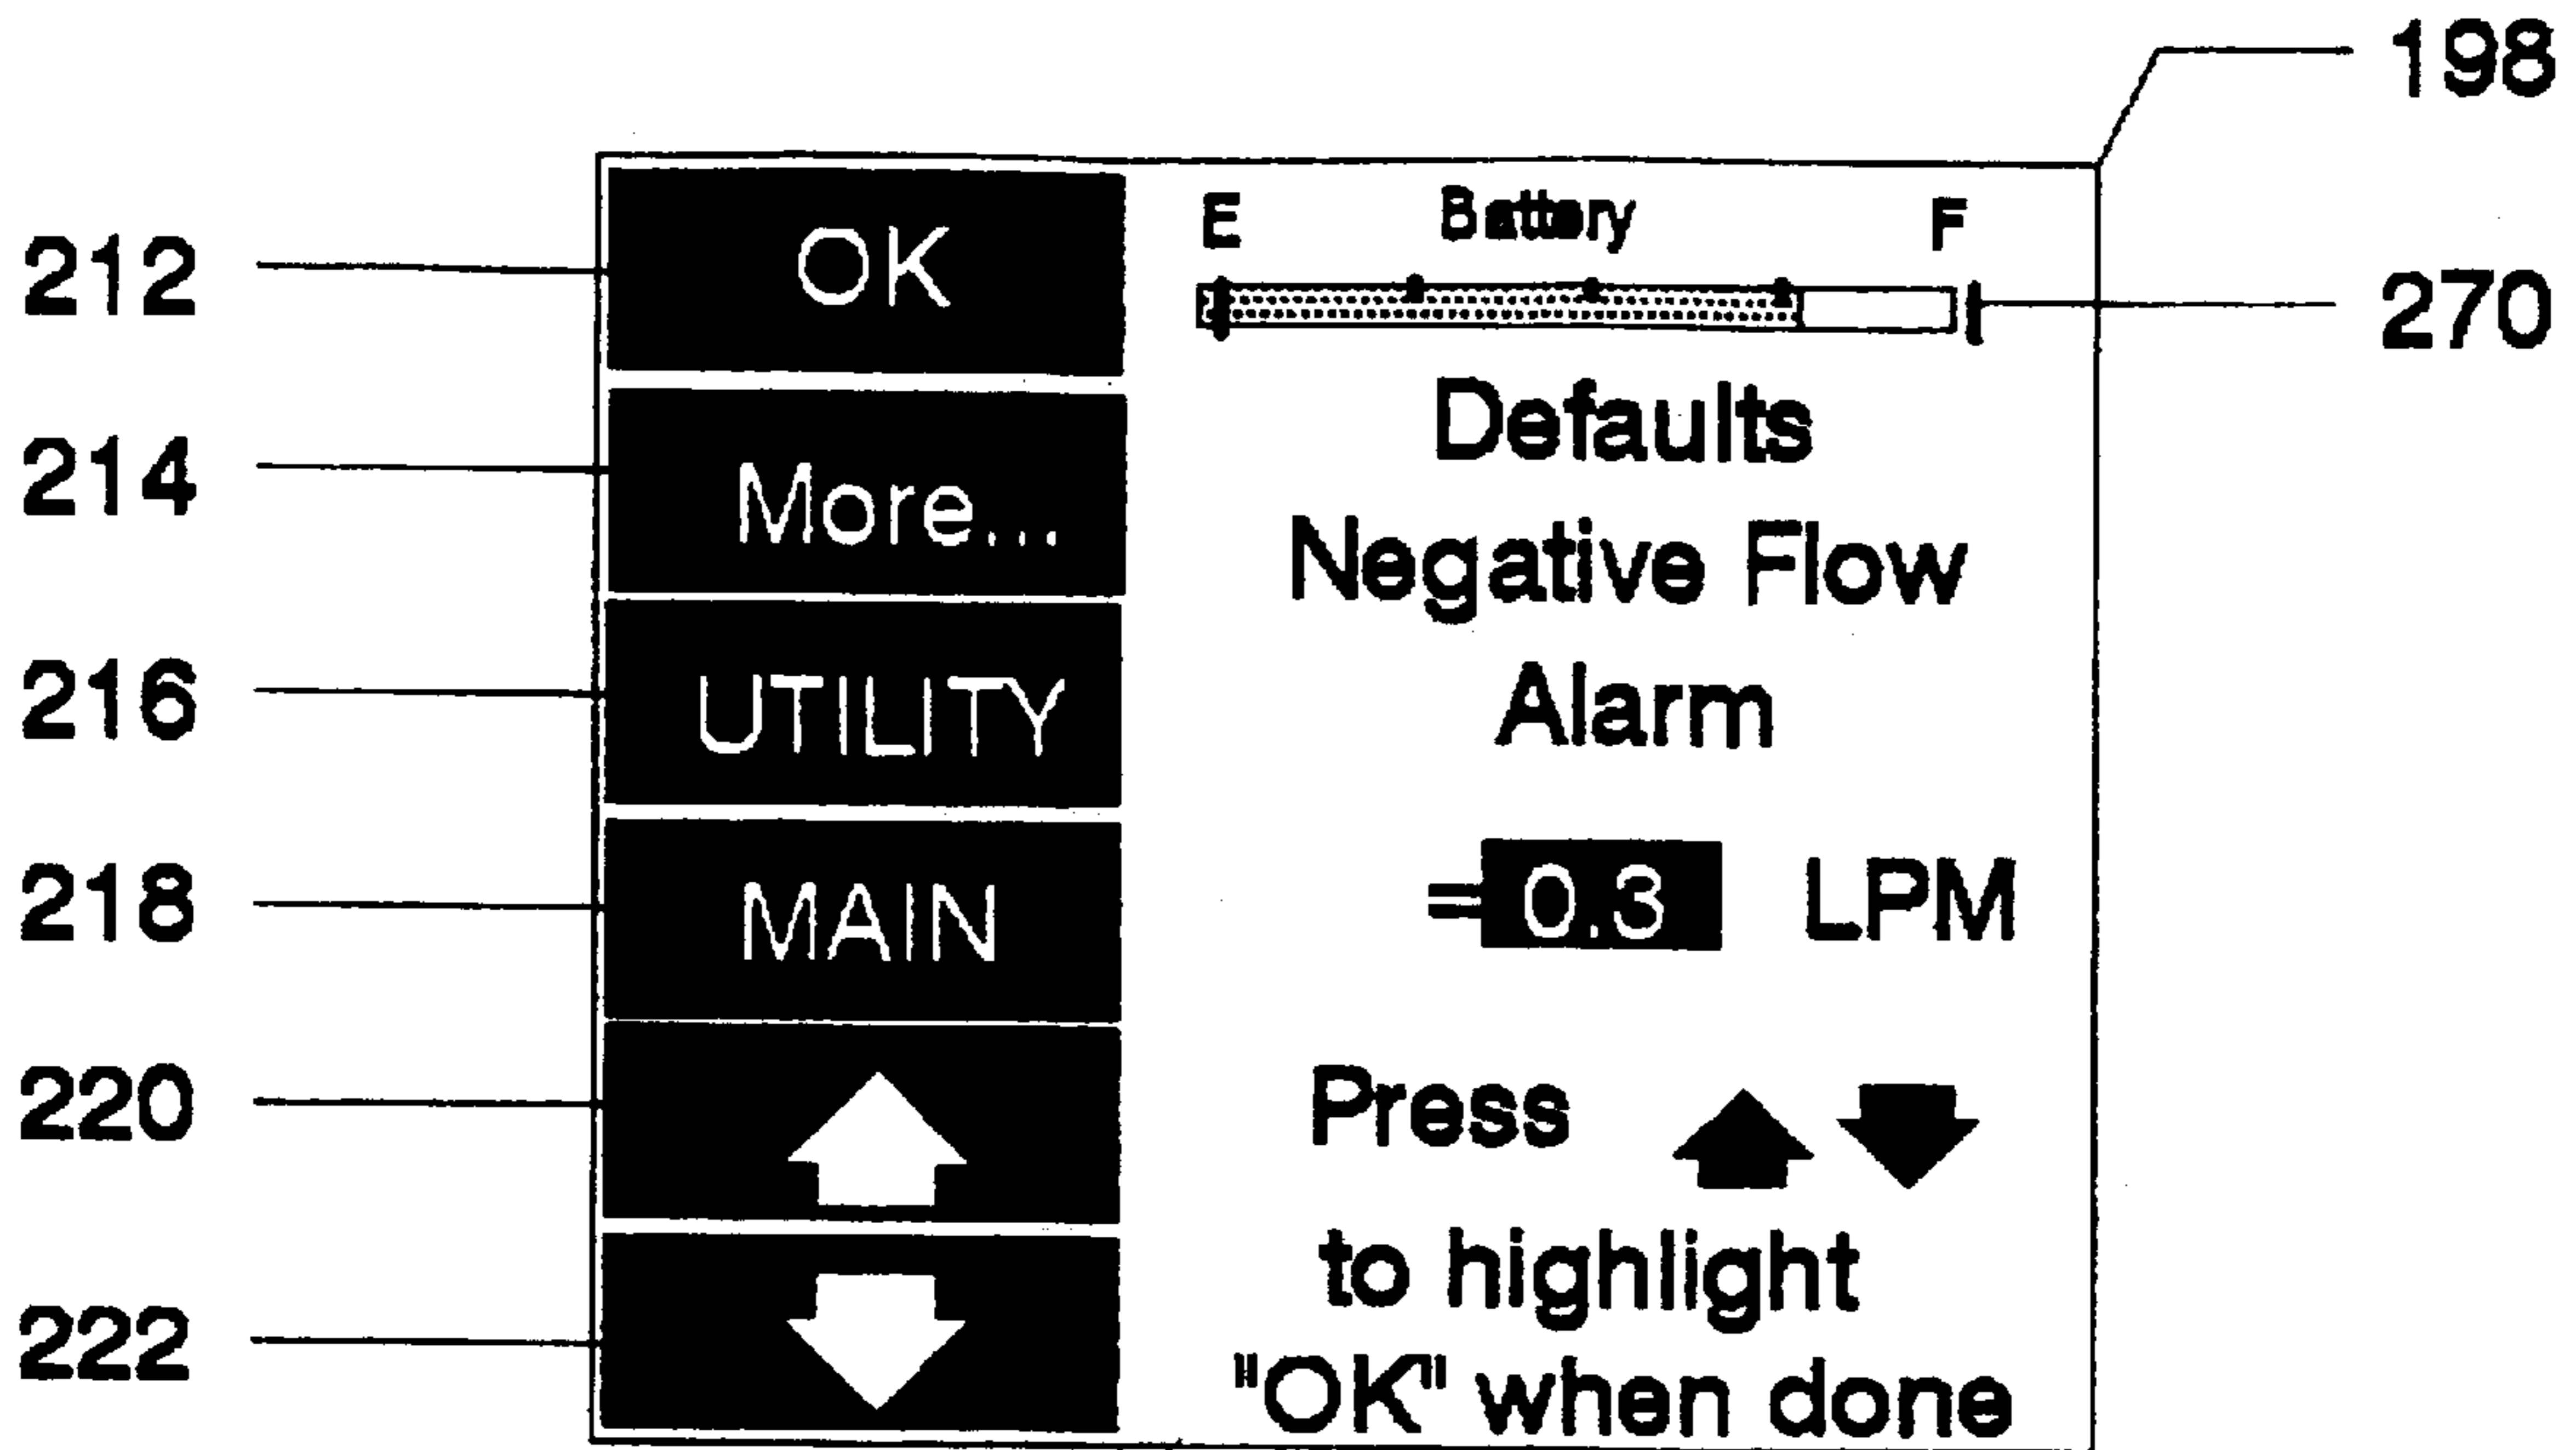 198
212
OK
E Battery F
270
214
More...
Defaults
Negative Flow
Alarm
216
UTILITY
218
MAIN
= 0.3 LPM
220
Press
to highlight
222
"OK" when done